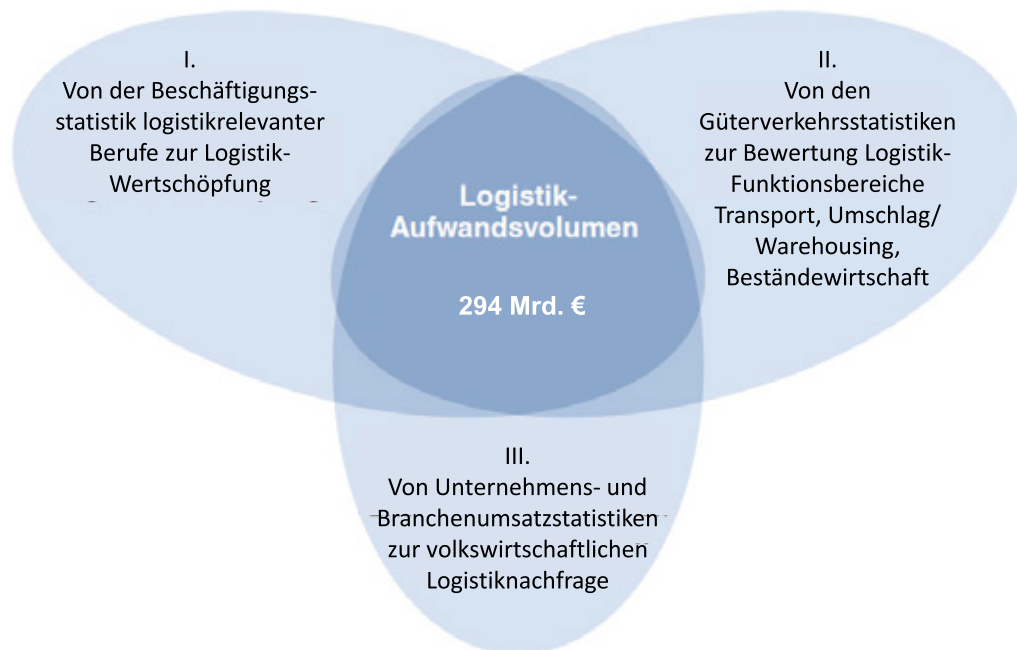 I.
Von der Beschäftigungs-
statistik logistikrelevanter
Berufe zur Logistik-
Wertschöpfung
II.
Von den
Güterverkehrsstatistiken
zur Bewertung Logistik-
Funktionsbereiche
Transport, Umschlag/
Warehousing,
Beständewirtschaft
Logistik-
Aufwandsvolumen
294 Mrd. €
III.
Von Unternehmens- und
Branchenumsatzstatistiken
zur volkswirtschaftlichen
Logistiknachfrage